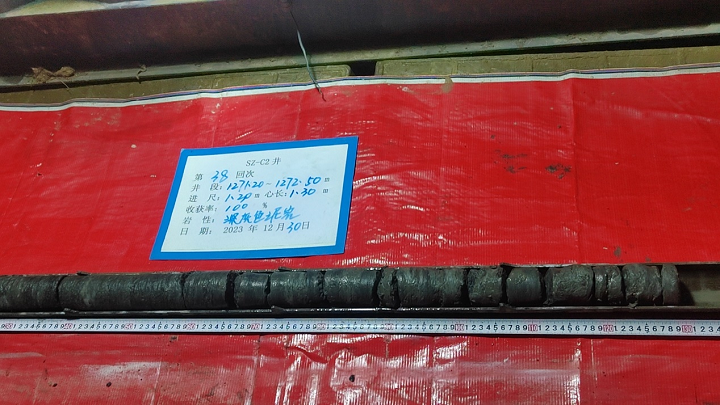 SZ-C2 井
第 38 回次
井 段: 1271.20 - 1272.50 m
进 尺: 1.30 m 心长: 1.30 m
收获率: 100 %
岩 性: 深灰色泥岩
日 期: 2023 年 12 月 30 日